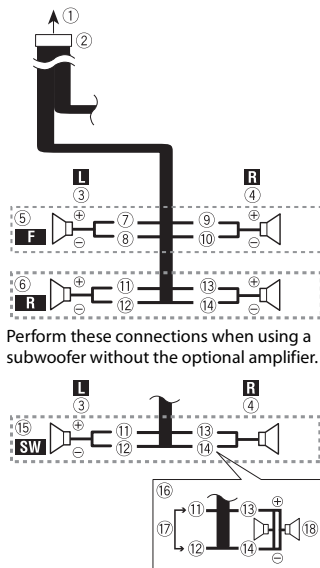 ①
②
L R
③ ④
⑤ ⊕ ⑦ ⑨ ⊕
F ⊖ ⑧ ⑩ ⊖
⑥ ⊕ ⑪ ⑬ ⊕
R ⊖ ⑫ ⑭ ⊖
Perform these connections when using a
subwoofer without the optional amplifier.
L R
③ ④
⑮ ⊕ ⑪ ⑬ ⊕
SW ⊖ ⑫ ⑭ ⊖
⑯ ⑪ ⑬ ⊕
⑰ ⑱
⑫ ⑭ ⊖